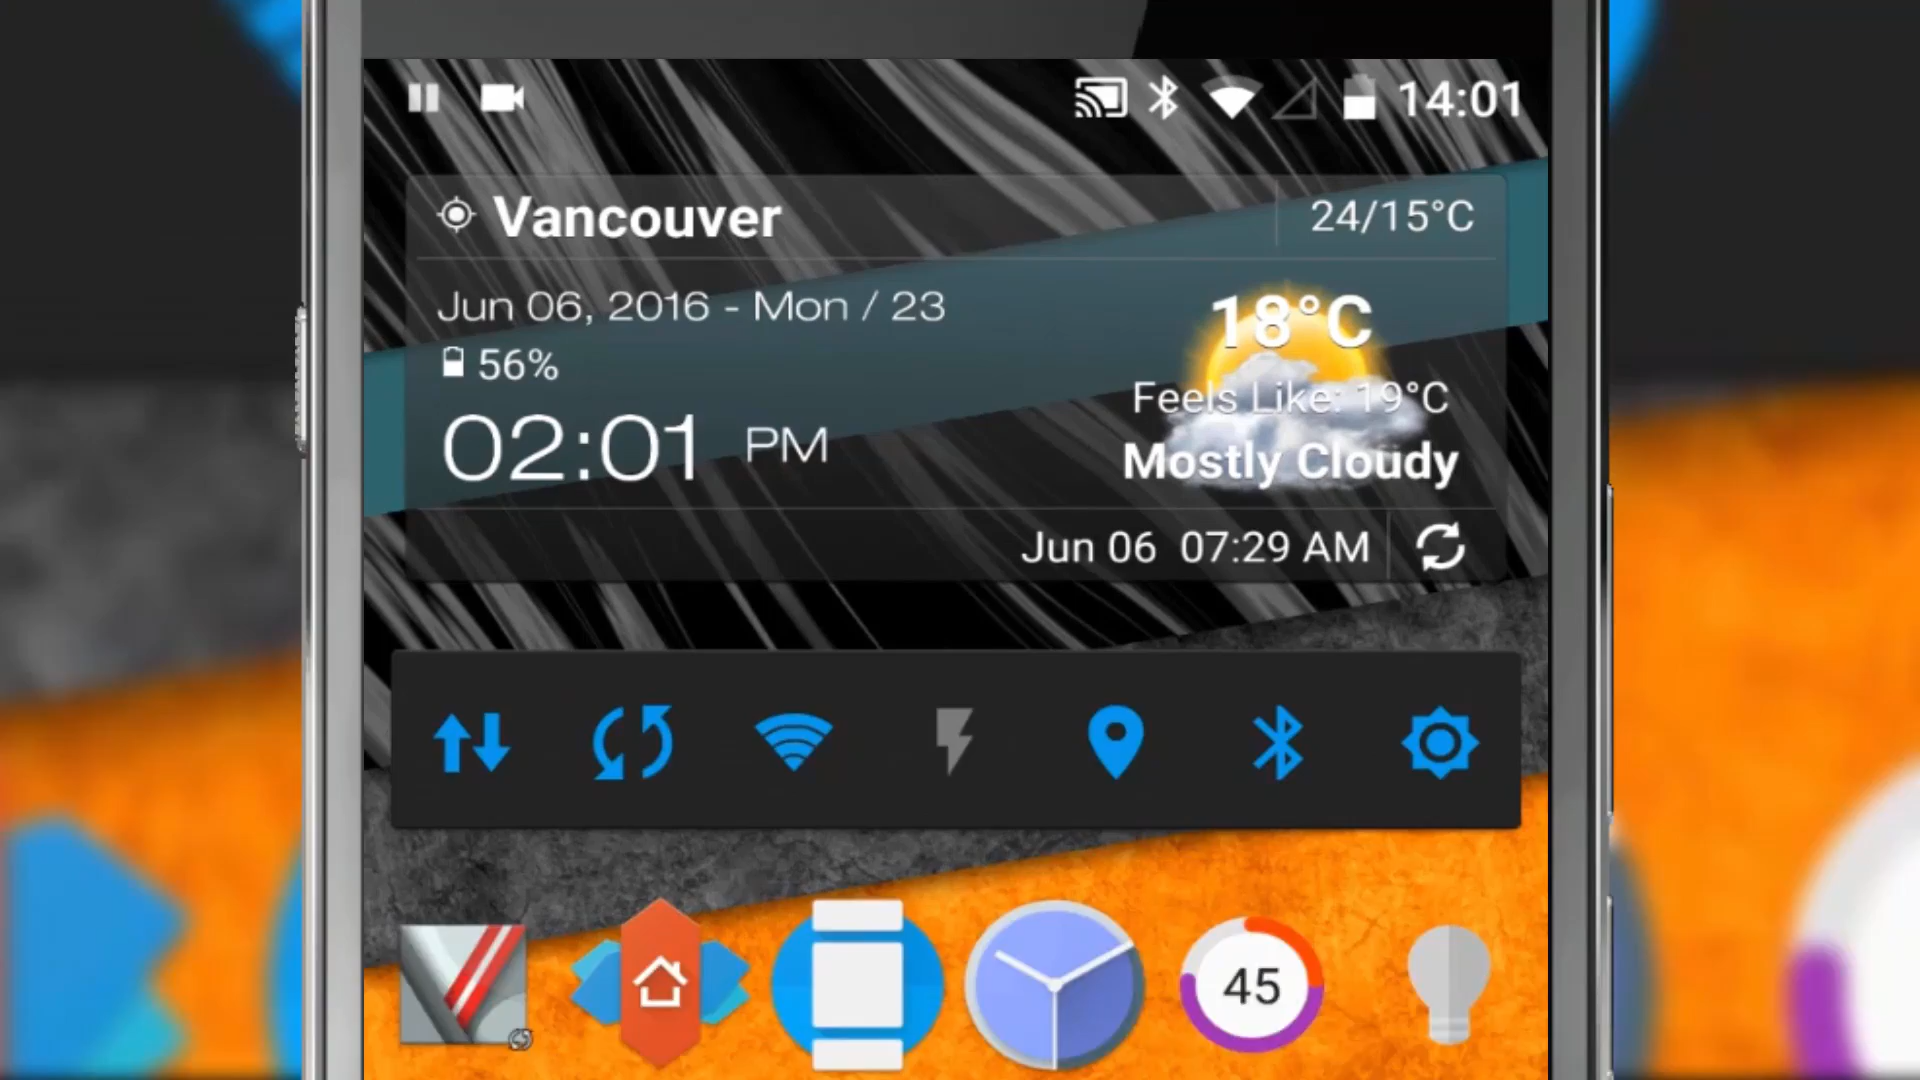 14:01
Vancouver 24/15°C
Jun 06, 2016 - Mon / 23
18°C
56%
Feels Like: 19°C
02:01 PM
Mostly Cloudy
Jun 06 07:29 AM
45